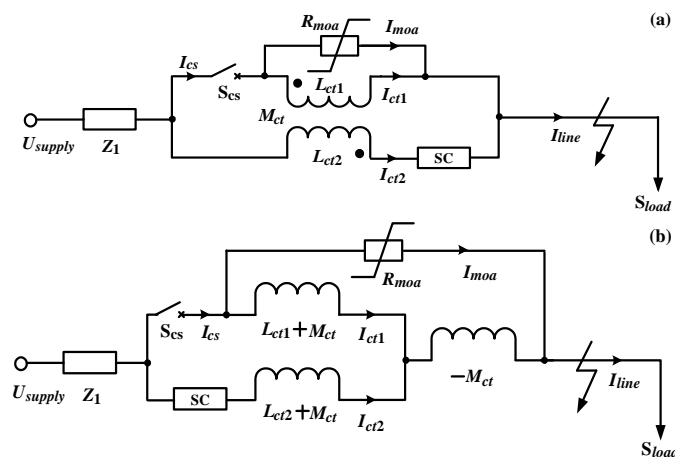 (a)
R_moa
I_moa
I_cs
S_cs
L_ct1
I_ct1
M_ct
U_supply
Z_1
L_ct2
I_ct2
SC
I_line
S_load
(b)
R_moa
I_moa
S_cs
I_cs
L_ct1+M_ct
I_ct1
−M_ct
U_supply
Z_1
SC
L_ct2+M_ct
I_ct2
I_line
S_load